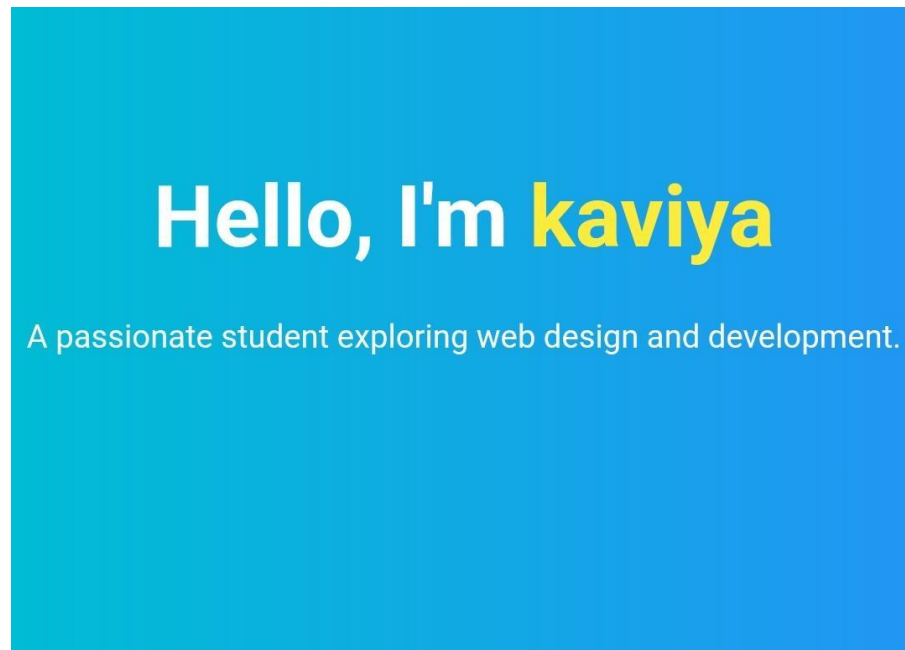 Hello, I'm kaviya
A passionate student exploring web design and development.